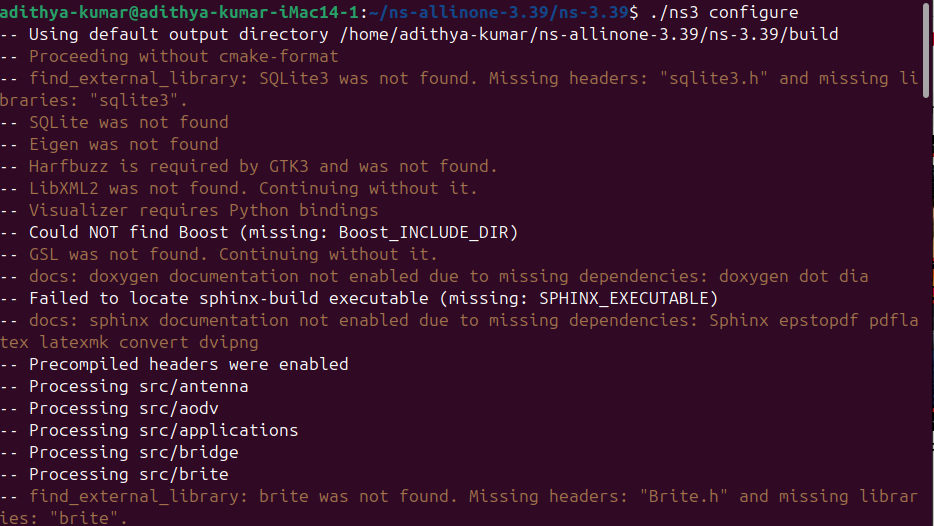 adithya-kumar@adithya-kumar-iMac14-1:~/ns-allinone-3.39/ns-3.39$ ./ns3 configure
-- Using default output directory /home/adithya-kumar/ns-allinone-3.39/ns-3.39/build
-- Proceeding without cmake-format
-- find_external_library: SQLite3 was not found. Missing headers: "sqlite3.h" and missing li
braries: "sqlite3".
-- SQLite was not found
-- Eigen was not found
-- Harfbuzz is required by GTK3 and was not found.
-- LibXML2 was not found. Continuing without it.
-- Visualizer requires Python bindings
-- Could NOT find Boost (missing: Boost_INCLUDE_DIR)
-- GSL was not found. Continuing without it.
-- docs: doxygen documentation not enabled due to missing dependencies: doxygen dot dia
-- Failed to locate sphinx-build executable (missing: SPHINX_EXECUTABLE)
-- docs: sphinx documentation not enabled due to missing dependencies: Sphinx epstopdf pdfla
tex latexmk convert dvipng
-- Precompiled headers were enabled
-- Processing src/antenna
-- Processing src/aodv
-- Processing src/applications
-- Processing src/bridge
-- Processing src/brite
-- find_external_library: brite was not found. Missing headers: "Brite.h" and missing librar
ies: "brite".